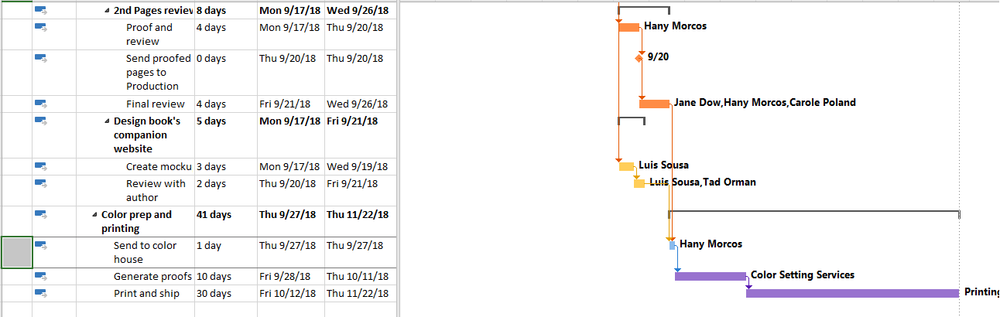 2nd Pages review 8 days Mon 9/17/18 Wed 9/26/18
Proof and 4 days Mon 9/17/18 Thu 9/20/18 Hany Morcos
review
Send proofed 0 days Thu 9/20/18 Thu 9/20/18 9/20
pages to
Production
Final review 4 days Fri 9/21/18 Wed 9/26/18 Jane Dow,Hany Morcos,Carole Poland
Design book's 5 days Mon 9/17/18 Fri 9/21/18
companion
website
Create mocku 3 days Mon 9/17/18 Wed 9/19/18 Luis Sousa
Review with 2 days Thu 9/20/18 Fri 9/21/18 Luis Sousa,Tad Orman
author
Color prep and 41 days Thu 9/27/18 Thu 11/22/18
printing
Send to color 1 day Thu 9/27/18 Thu 9/27/18 Hany Morcos
house
Generate proofs 10 days Fri 9/28/18 Thu 10/11/18 Color Setting Services
Print and ship 30 days Fri 10/12/18 Thu 11/22/18 Printing